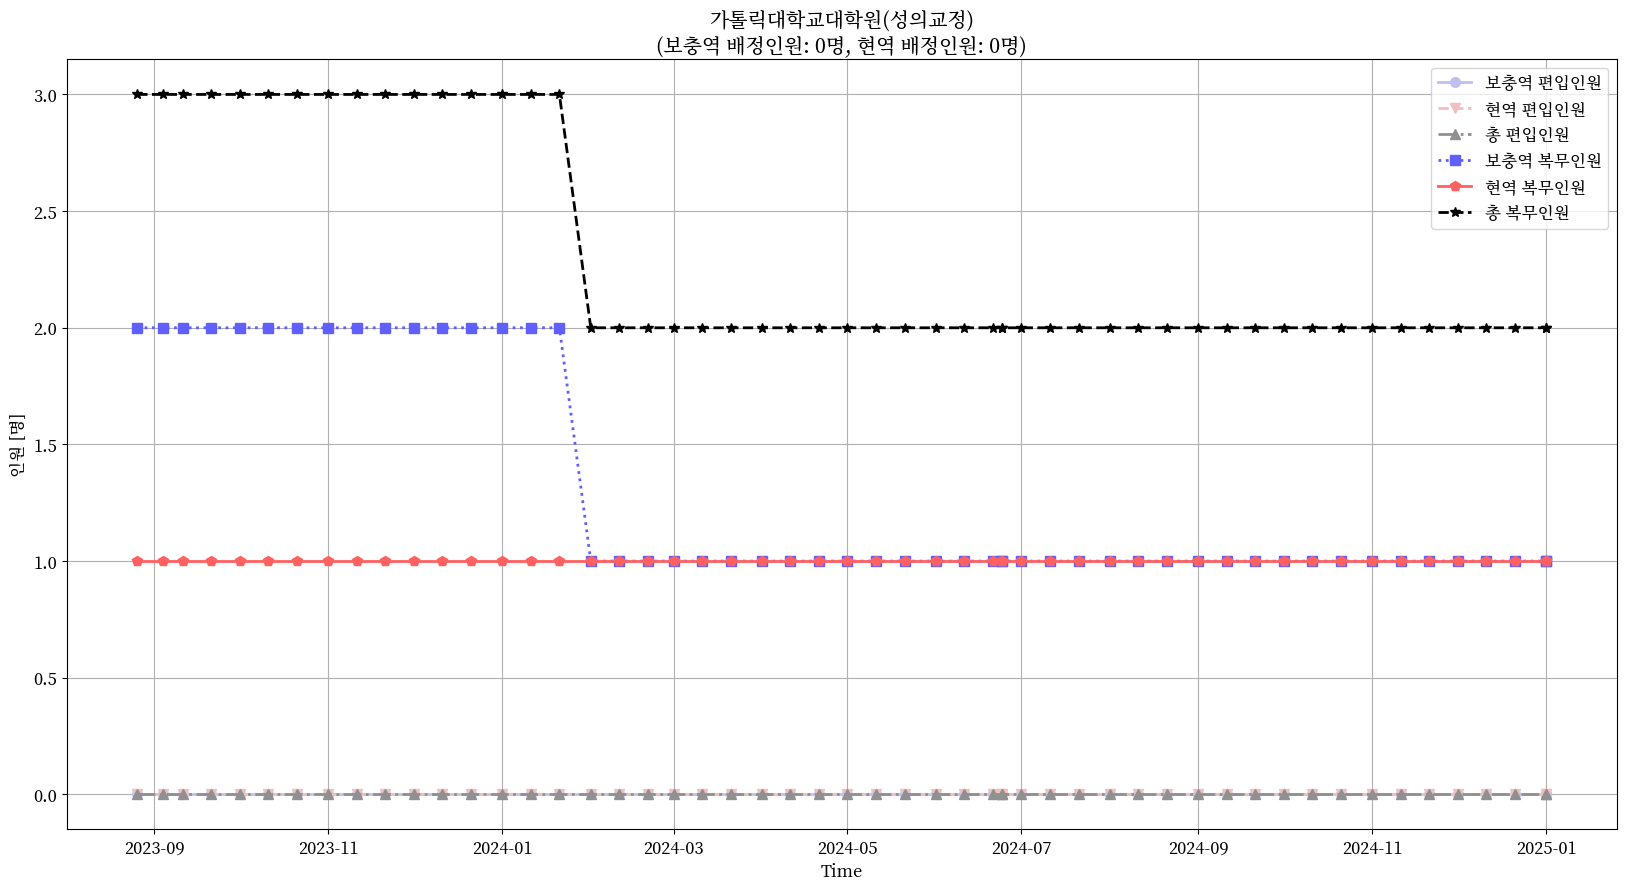 가톨릭대학교대학원(성의교정)
(보충역 배정인원: 0명, 현역 배정인원: 0명)
보충역 편입인원
현역 편입인원
총 편입인원
보충역 복무인원
현역 복무인원
총 복무인원
인원 [명]
3.0
2.5
2.0
1.5
1.0
0.5
0.0
2023-09
2023-11
2024-01
2024-03
2024-05
2024-07
2024-09
2024-11
2025-01
Time